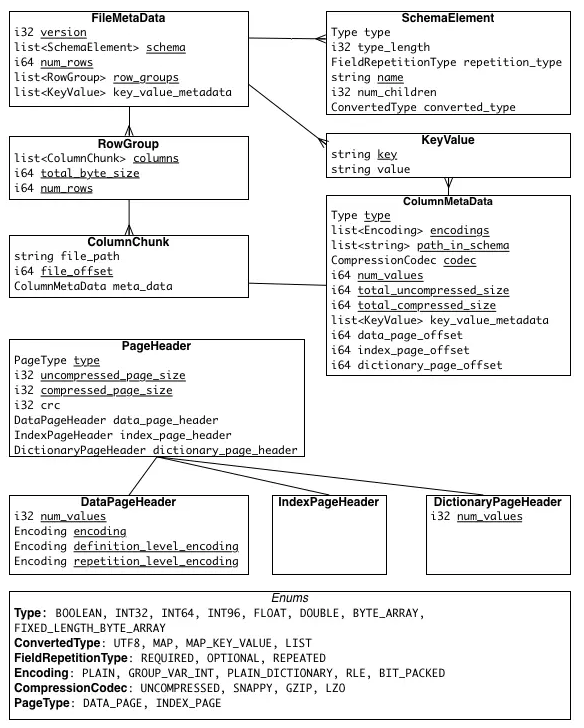 FileMetaData
i32 version
list<SchemaElement> schema
i64 num_rows
list<RowGroup> row_groups
list<KeyValue> key_value_metadata
SchemaElement
Type type
i32 type_length
FieldRepetitionType repetition_type
string name
i32 num_children
ConvertedType converted_type
RowGroup
list<ColumnChunk> columns
i64 total_byte_size
i64 num_rows
KeyValue
string key
string value
ColumnChunk
string file_path
i64 file_offset
ColumnMetaData meta_data
ColumnMetaData
Type type
list<Encoding> encodings
list<string> path_in_schema
CompressionCodec codec
i64 num_values
i64 total_uncompressed_size
i64 total_compressed_size
list<KeyValue> key_value_metadata
i64 data_page_offset
i64 index_page_offset
i64 dictionary_page_offset
PageHeader
PageType type
i32 uncompressed_page_size
i32 compressed_page_size
i32 crc
DataPageHeader data_page_header
IndexPageHeader index_page_header
DictionaryPageHeader dictionary_page_header
DataPageHeader
i32 num_values
Encoding encoding
Encoding definition_level_encoding
Encoding repetition_level_encoding
IndexPageHeader
DictionaryPageHeader
i32 num_values
Enums
Type: BOOLEAN, INT32, INT64, INT96, FLOAT, DOUBLE, BYTE_ARRAY,
FIXED_LENGTH_BYTE_ARRAY
ConvertedType: UTF8, MAP, MAP_KEY_VALUE, LIST
FieldRepetitionType: REQUIRED, OPTIONAL, REPEATED
Encoding: PLAIN, GROUP_VAR_INT, PLAIN_DICTIONARY, RLE, BIT_PACKED
CompressionCodec: UNCOMPRESSED, SNAPPY, GZIP, LZO
PageType: DATA_PAGE, INDEX_PAGE